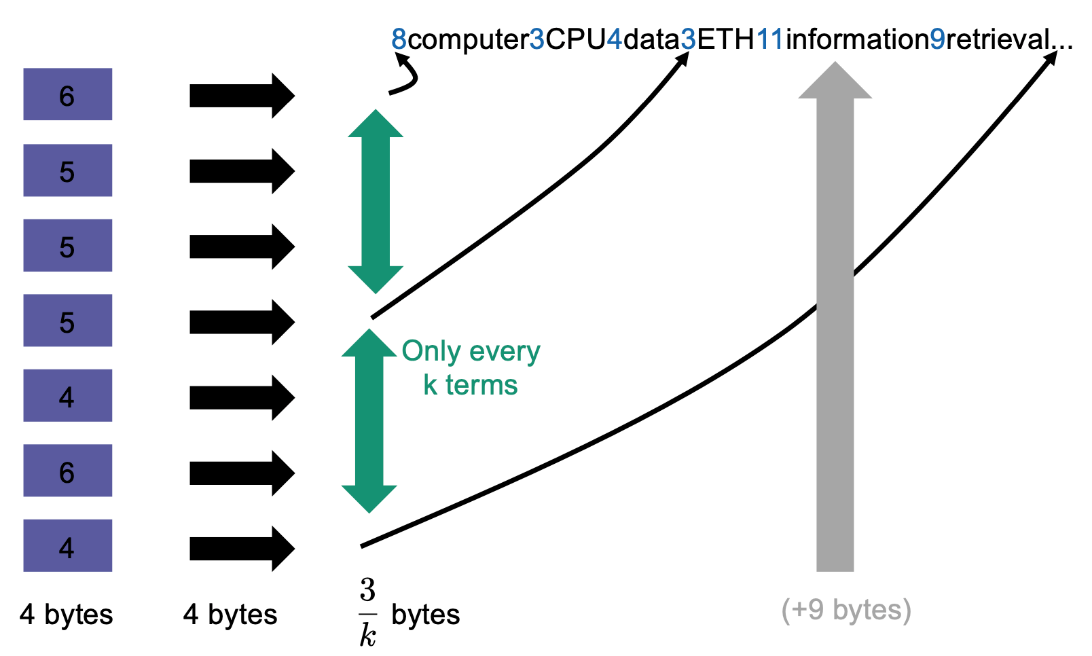 8computer3CPU4data3ETH11information9retrieval...
6
5
5
5
Only every
k terms
4
6
4
4 bytes 4 bytes 3/k bytes (+9 bytes)